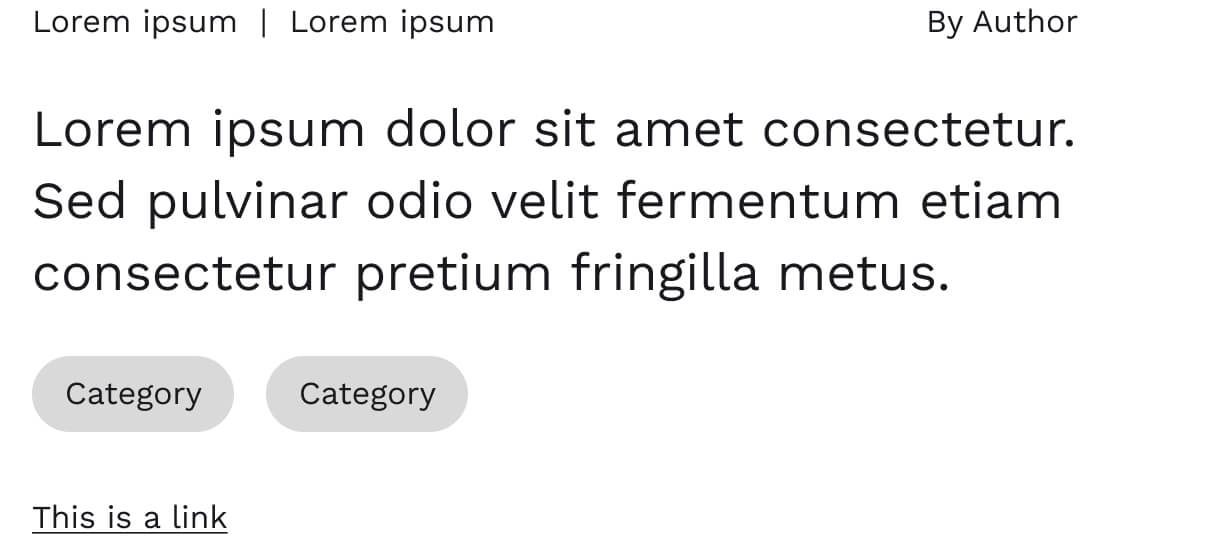 Lorem ipsum | Lorem ipsum By Author
Lorem ipsum dolor sit amet consectetur.
Sed pulvinar odio velit fermentum etiam
consectetur pretium fringilla metus.
Category Category
This is a link